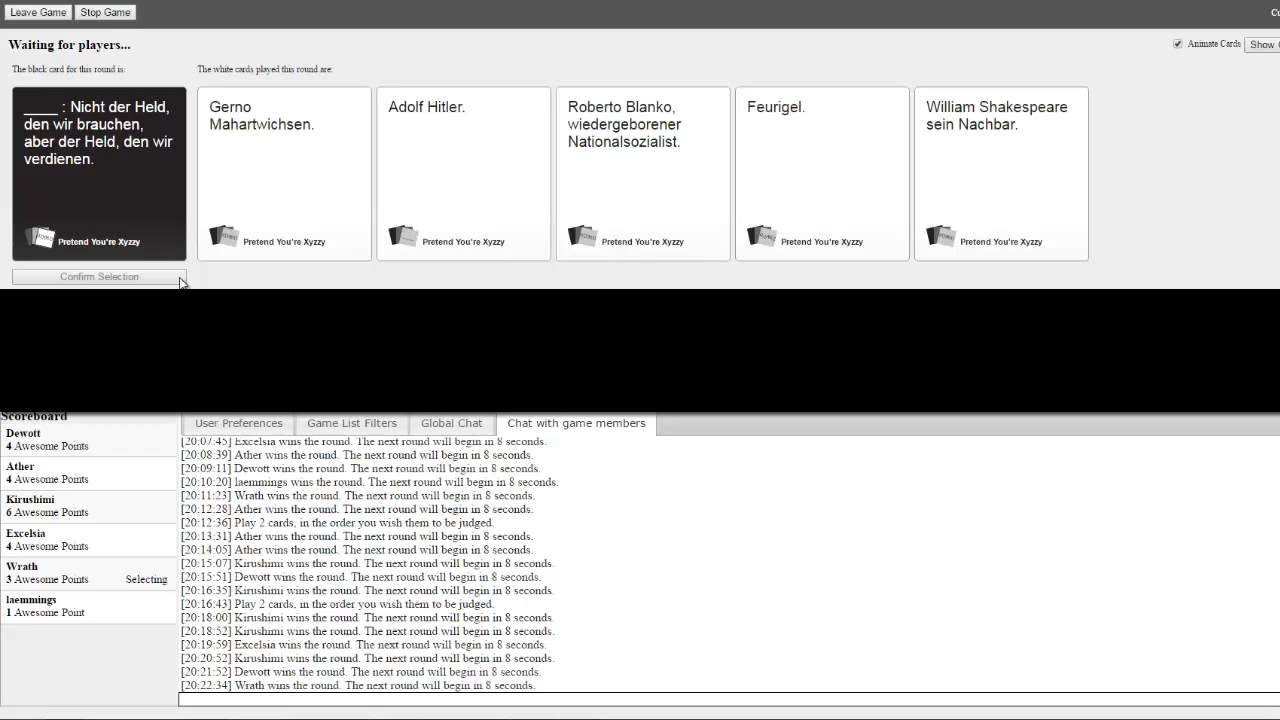 Leave Game Stop Game
Waiting for players...
Animate Cards Show
The black card for this round is:
The white cards played this round are:
____ : Nicht der Held,
den wir brauchen,
aber der Held, den wir
verdienen.
Pretend You're Xyzzy
Gerno
Mahartwichsen.
Pretend You're Xyzzy
Adolf Hitler.
Pretend You're Xyzzy
Roberto Blanko,
wiedergeborener
Nationalsozialist.
Pretend You're Xyzzy
Feurigel.
Pretend You're Xyzzy
William Shakespeare
sein Nachbar.
Pretend You're Xyzzy
Confirm Selection
Scoreboard
Dewott
4 Awesome Points
Ather
4 Awesome Points
Kirushimi
6 Awesome Points
Excelsia
4 Awesome Points
Wrath
3 Awesome Points Selecting
laemmings
1 Awesome Point
User Preferences Game List Filters Global Chat Chat with game members
[20:07:45] Excelsia wins the round. The next round will begin in 8 seconds.
[20:08:39] Ather wins the round. The next round will begin in 8 seconds.
[20:09:11] Dewott wins the round. The next round will begin in 8 seconds.
[20:10:20] laemmings wins the round. The next round will begin in 8 seconds.
[20:11:23] Wrath wins the round. The next round will begin in 8 seconds.
[20:12:28] Ather wins the round. The next round will begin in 8 seconds.
[20:12:36] Play 2 cards, in the order you wish them to be judged.
[20:13:31] Ather wins the round. The next round will begin in 8 seconds.
[20:14:05] Ather wins the round. The next round will begin in 8 seconds.
[20:15:07] Kirushimi wins the round. The next round will begin in 8 seconds.
[20:15:51] Dewott wins the round. The next round will begin in 8 seconds.
[20:16:35] Kirushimi wins the round. The next round will begin in 8 seconds.
[20:16:43] Play 2 cards, in the order you wish them to be judged.
[20:18:00] Kirushimi wins the round. The next round will begin in 8 seconds.
[20:18:52] Kirushimi wins the round. The next round will begin in 8 seconds.
[20:19:59] Excelsia wins the round. The next round will begin in 8 seconds.
[20:20:52] Kirushimi wins the round. The next round will begin in 8 seconds.
[20:21:52] Dewott wins the round. The next round will begin in 8 seconds.
[20:22:34] Wrath wins the round. The next round will begin in 8 seconds.